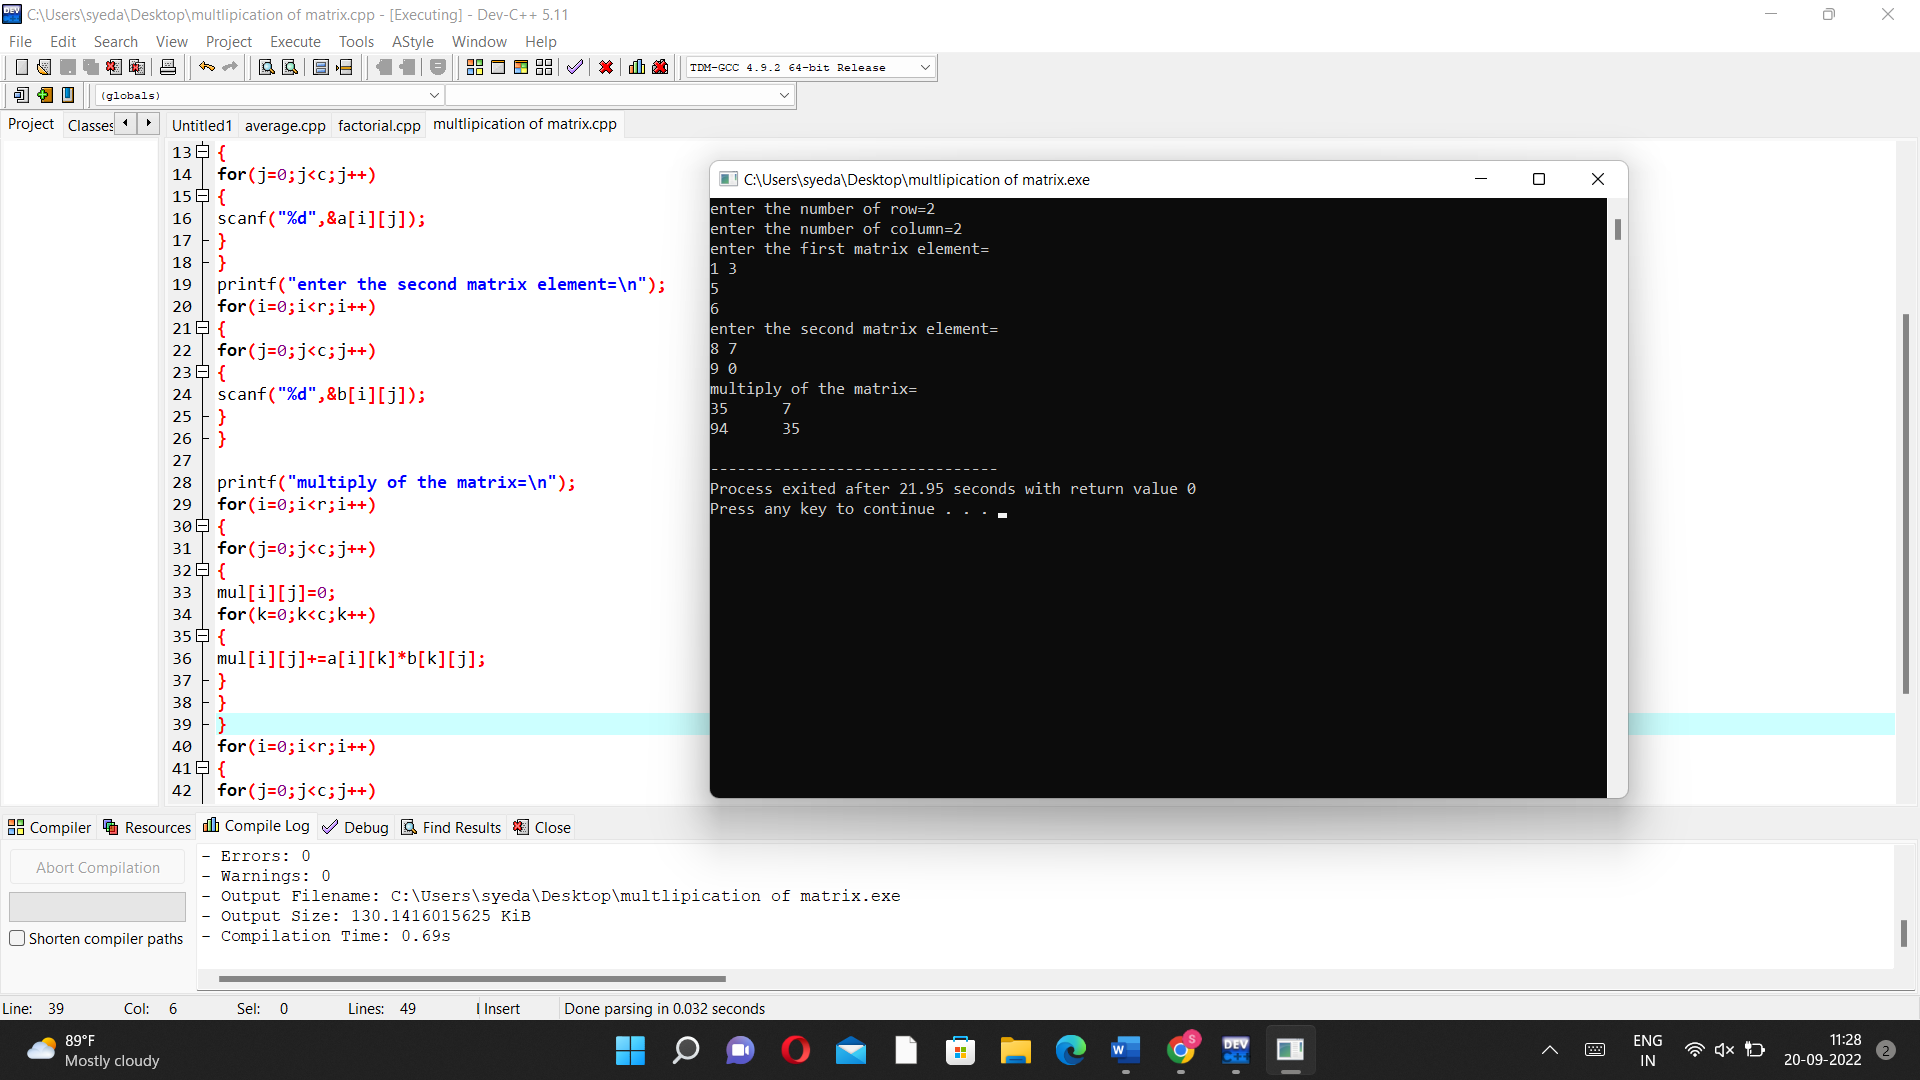 C:\Users\syeda\Desktop\multlipication of matrix.cpp - [Executing] - Dev-C++ 5.11
File Edit Search View Project Execute Tools AStyle Window Help
TDM-GCC 4.9.2 64-bit Release
(globals)
Project Classes Untitled1 average.cpp factorial.cpp multlipication of matrix.cpp
13 {
14 for(j=0;j<c;j++)
15 {
16 scanf("%d",&a[i][j]);
17 }
18 }
19 printf("enter the second matrix element=\n");
20 for(i=0;i<r;i++)
21 {
22 for(j=0;j<c;j++)
23 {
24 scanf("%d",&b[i][j]);
25 }
26 }
27
28 printf("multiply of the matrix=\n");
29 for(i=0;i<r;i++)
30 {
31 for(j=0;j<c;j++)
32 {
33 mul[i][j]=0;
34 for(k=0;k<c;k++)
35 {
36 mul[i][j]+=a[i][k]*b[k][j];
37 }
38 }
39 }
40 for(i=0;i<r;i++)
41 {
42 for(j=0;j<c;j++)
C:\Users\syeda\Desktop\multlipication of matrix.exe
enter the number of row=2
enter the number of column=2
enter the first matrix element=
1 3
5
6
enter the second matrix element=
8 7
9 0
multiply of the matrix=
35 7
94 35
--------------------------------
Process exited after 21.95 seconds with return value 0
Press any key to continue . . .
Compiler Resources Compile Log Debug Find Results Close
Abort Compilation
Shorten compiler paths
- Errors: 0
- Warnings: 0
- Output Filename: C:\Users\syeda\Desktop\multlipication of matrix.exe
- Output Size: 130.1416015625 KiB
- Compilation Time: 0.69s
Line: 39 Col: 6 Sel: 0 Lines: 49 Insert Done parsing in 0.032 seconds
89°F
Mostly cloudy
W
S
DEV
C++
ENG
IN
11:28
20-09-2022
2